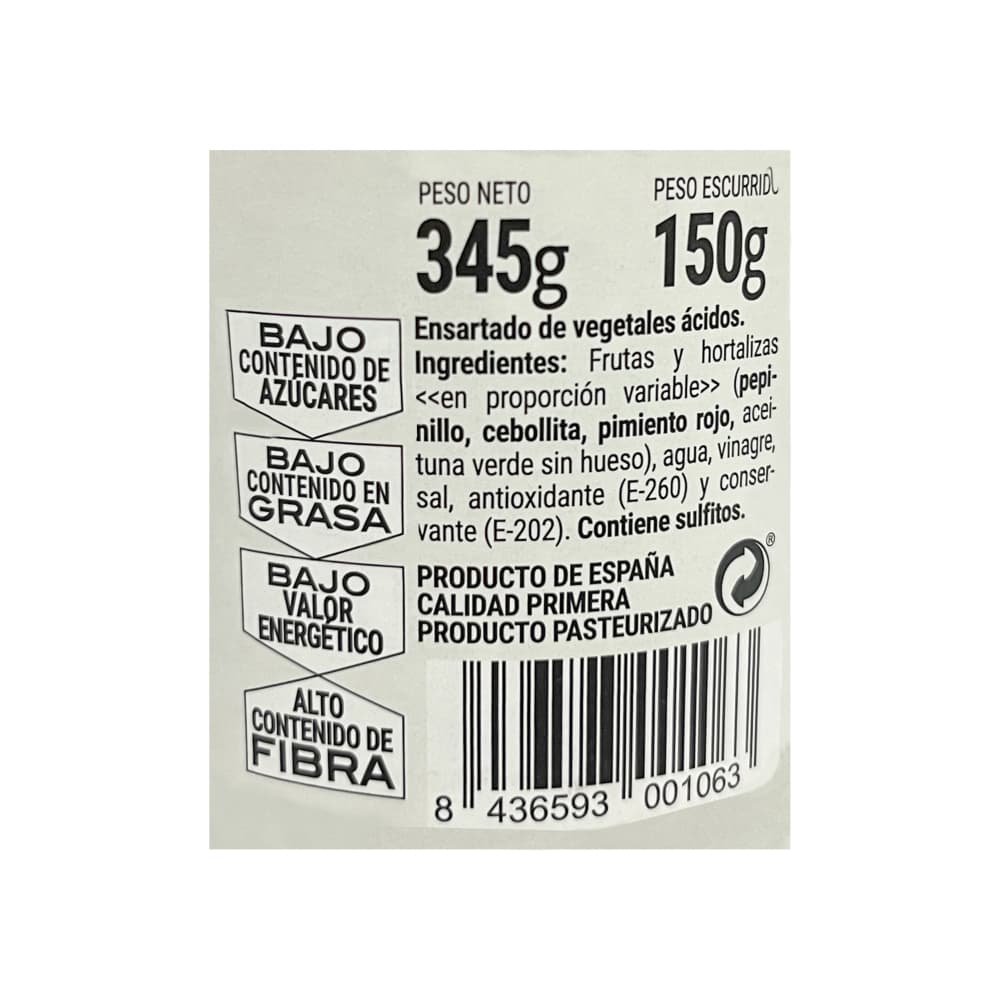 PESO NETO
345g
PESO ESCURRIDO
150g
BAJO
CONTENIDO DE
AZÚCARES
BAJO
CONTENIDO EN
GRASA
BAJO
VALOR
ENERGÉTICO
ALTO
CONTENIDO DE
FIBRA
Ensartado de vegetales ácidos.
Ingredientes: Frutas y hortalizas
<<en proporción variable>> (pepi-
nillo, cebollita, pimiento rojo, acei-
tuna verde sin hueso), agua, vinagre,
sal, antioxidante (E-260) y conser-
vante (E-202). Contiene sulfitos.
PRODUCTO DE ESPAÑA
CALIDAD PRIMERA
PRODUCTO PASTEURIZADO
®
8 436593 001063